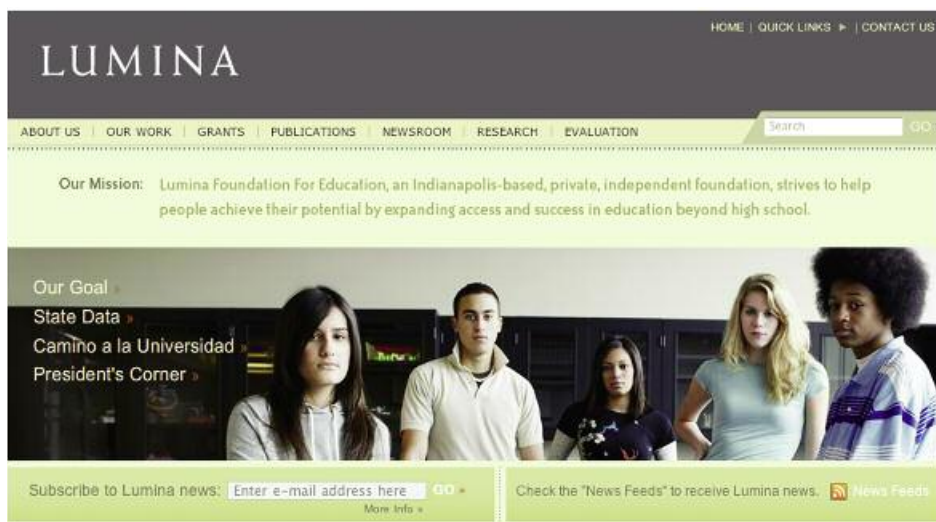 HOME | QUICK LINKS ► | CONTACT US
LUMINA
ABOUT US | OUR WORK | GRANTS | PUBLICATIONS | NEWSROOM | RESEARCH | EVALUATION
Search GO
Our Mission: Lumina Foundation For Education, an Indianapolis-based, private, independent foundation, strives to help
people achieve their potential by expanding access and success in education beyond high school.
Our Goal »
State Data »
Camino a la Universidad »
President's Corner »
Subscribe to Lumina news: Enter e-mail address here GO »
More Info »
Check the "News Feeds" to receive Lumina news. News Feeds